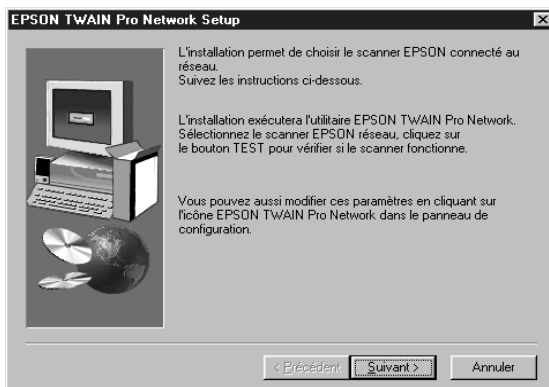 EPSON TWAIN Pro Network Setup
L'installation permet de choisir le scanner EPSON connecté au
réseau.
Suivez les instructions ci-dessous.
L'installation exécutera l'utilitaire EPSON TWAIN Pro Network.
Sélectionnez le scanner EPSON réseau, cliquez sur
le bouton TEST pour vérifier si le scanner fonctionne.
Vous pouvez aussi modifier ces paramètres en cliquant sur
l'icône EPSON TWAIN Pro Network dans le panneau de
configuration.
< Précédent Suivant > Annuler